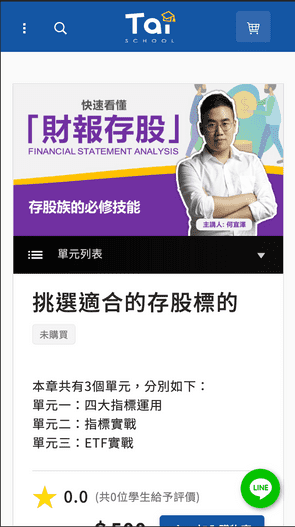 Tai
SCHOOL
快速看懂
「財報存股」
FINANCIAL STATEMENT ANALYSIS
存股族的必修技能
主講人: 何宜澤
單元列表
挑選適合的存股標的
未購買
本章共有3個單元，分別如下：
單元一：四大指標運用
單元二：指標實戰
單元三：ETF實戰
0.0 (共0位學生給予評價)
LINE